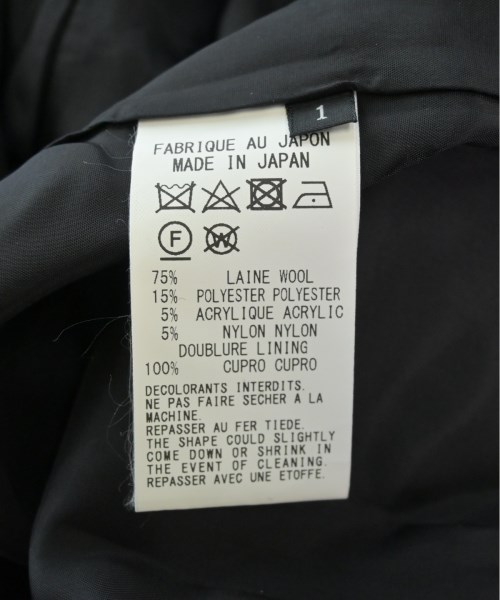 1
FABRIQUE AU JAPON
MADE IN JAPAN
F W
75% LAINE WOOL
15% POLYESTER POLYESTER
5% ACRYLIQUE ACRYLIC
5% NYLON NYLON
DOUBLURE LINING
100% CUPRO CUPRO
DECOLORANTS INTERDITS.
NE PAS FAIRE SECHER A LA
MACHINE.
REPASSER AU FER TIEDE.
THE SHAPE COULD SLIGHTLY
COME DOWN OR SHRINK IN
THE EVENT OF CLEANING.
REPASSER AVEC UNE ETOFFE.